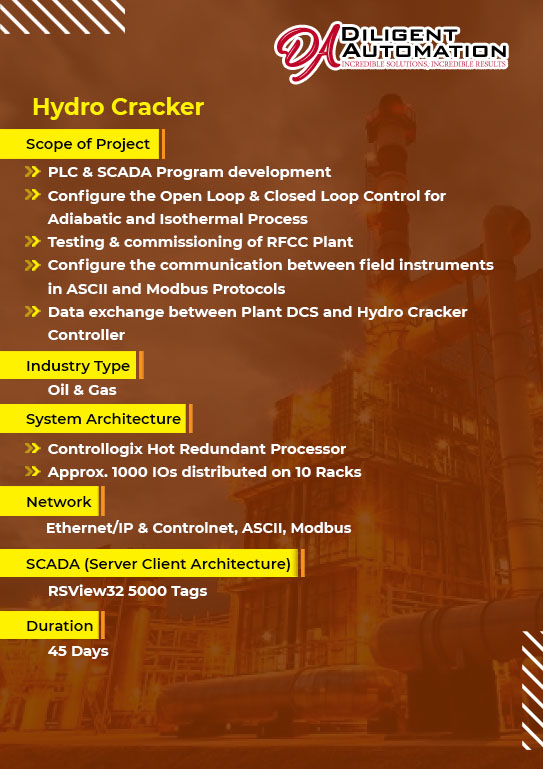 DILIGENT
AUTOMATION
INCREDIBLE SOLUTIONS, INCREDIBLE RESULTS
Hydro Cracker
Scope of Project
PLC & SCADA Program development
Configure the Open Loop & Closed Loop Control for
Adiabatic and Isothermal Process
Testing & commissioning of RFCC Plant
Configure the communication between field instruments
in ASCII and Modbus Protocols
Data exchange between Plant DCS and Hydro Cracker
Controller
Industry Type
Oil & Gas
System Architecture
Controllogix Hot Redundant Processor
Approx. 1000 IOs distributed on 10 Racks
Network
Ethernet/IP & Controlnet, ASCII, Modbus
SCADA (Server Client Architecture)
RSView32 5000 Tags
Duration
45 Days